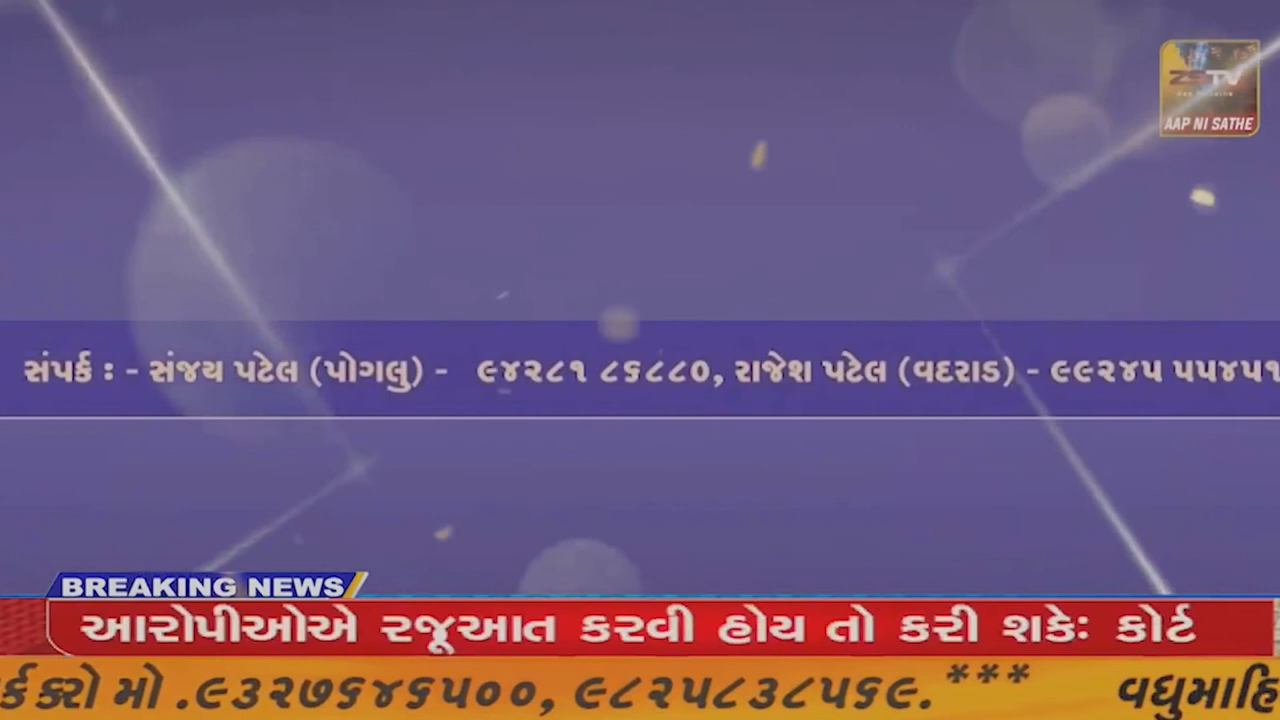 ZSTV
AAP NI SATHE
સંપર્ક : - સંજય પટેલ (પોગલુ) - ૯૪૨૮૧ ૮૬૮૮૦, રાજેશ પટેલ (વદરાડ) - ૯૯૨૪૫ ૫૫૪૫૧
BREAKING NEWS
આરોપીઓએ રજૂઆત કરવી હોય તો કરી શકેઃ કોર્ટ
ર્ક કરો મો .૯૩૨૭૬૪૬૫૦૦, ૯૮૨૫૮૩૮૫૬૯. *** વધુમાહિ